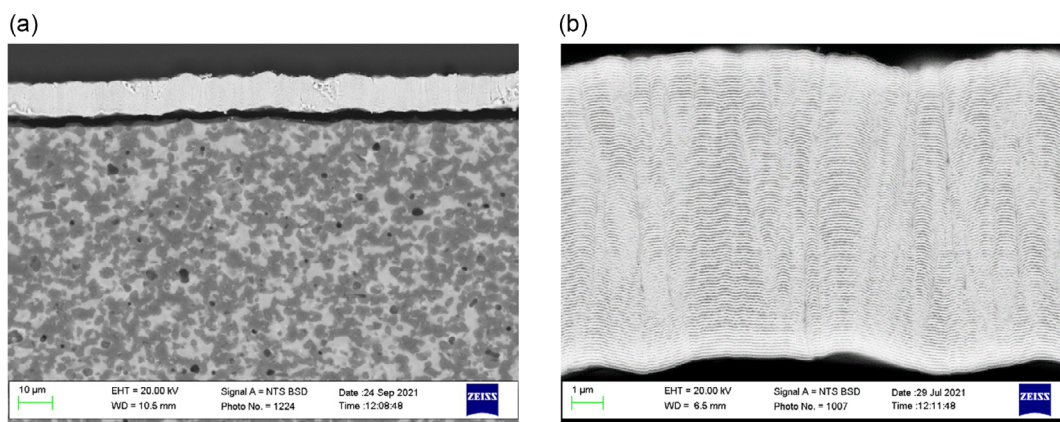 (a)
(b)
10 µm
EHT = 20.00 kV
Signal A = NTS BSD
Date :24 Sep 2021
WD = 10.5 mm
Photo No. = 1224
Time :12:08:48
ZEISS
1 µm
EHT = 20.00 kV
Signal A = NTS BSD
Date :29 Jul 2021
WD = 6.5 mm
Photo No. = 1007
Time :12:11:48
ZEISS